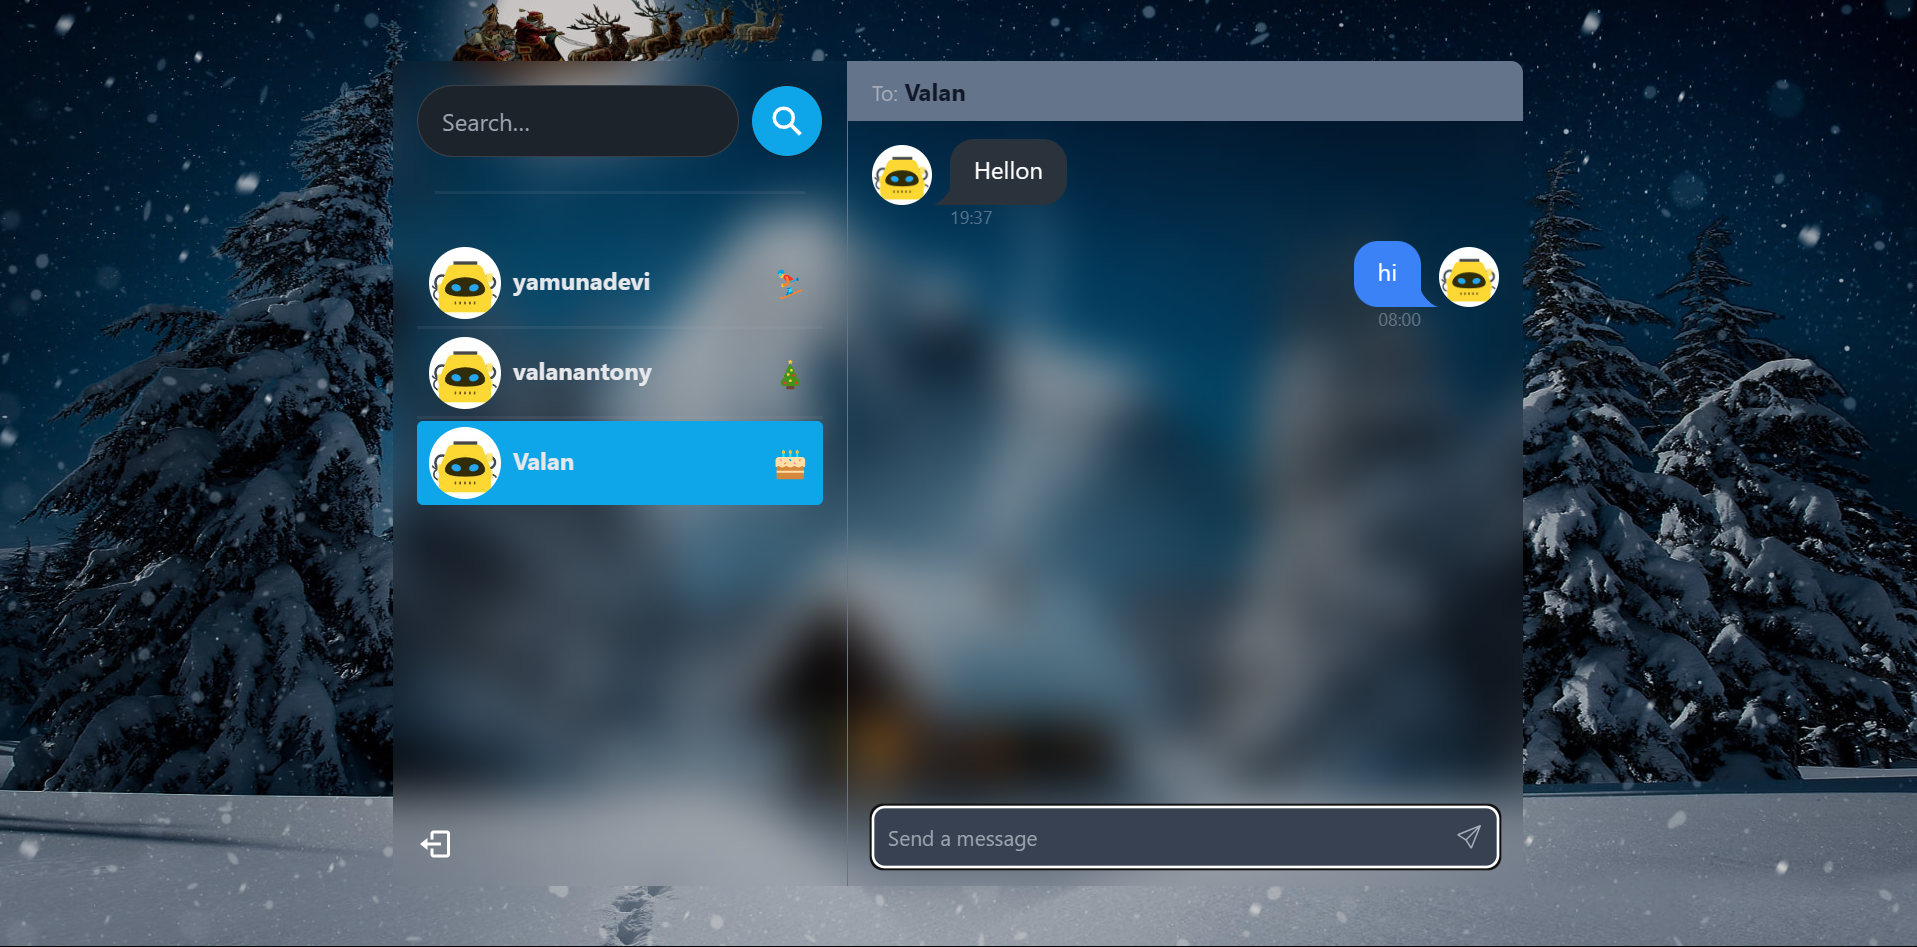 Search...
yamunadevi
valanantony
Valan
To: Valan
Hellon
19:37
hi
08:00
Send a message